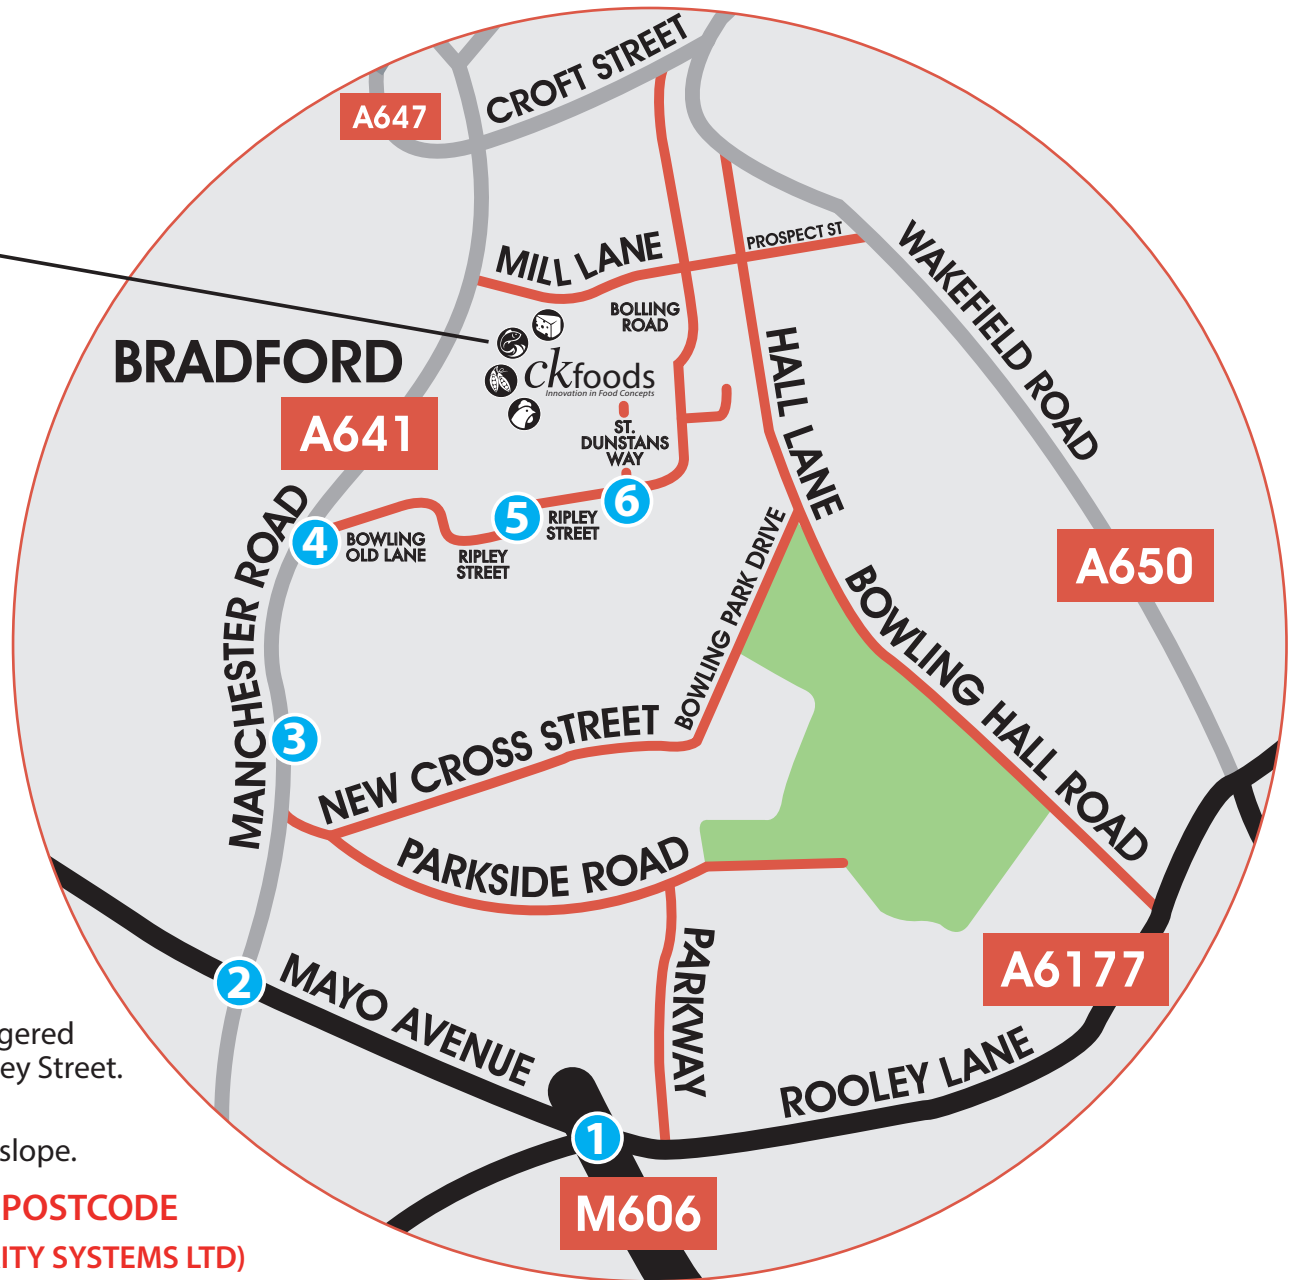 CROFT STREET
A647
MILL LANE
PROSPECT ST
WAKEFIELD ROAD
BOLLING
ROAD
BRADFORD
ckfoods
Innovation in Food Concepts
HALL LANE
A641
ST.
DUNSTANS
WAY
MANCHESTER ROAD
4
BOWLING
OLD LANE
5
RIPLEY
STREET
6
RIPLEY
STREET
BOWLING PARK DRIVE
A650
BOWLING HALL ROAD
3
NEW CROSS STREET
PARKSIDE ROAD
PARKWAY
A6177
2
MAYO AVENUE
ROOLEY LANE
1
M606
gered
ey Street.
slope.
POSTCODE
ITY SYSTEMS LTD)